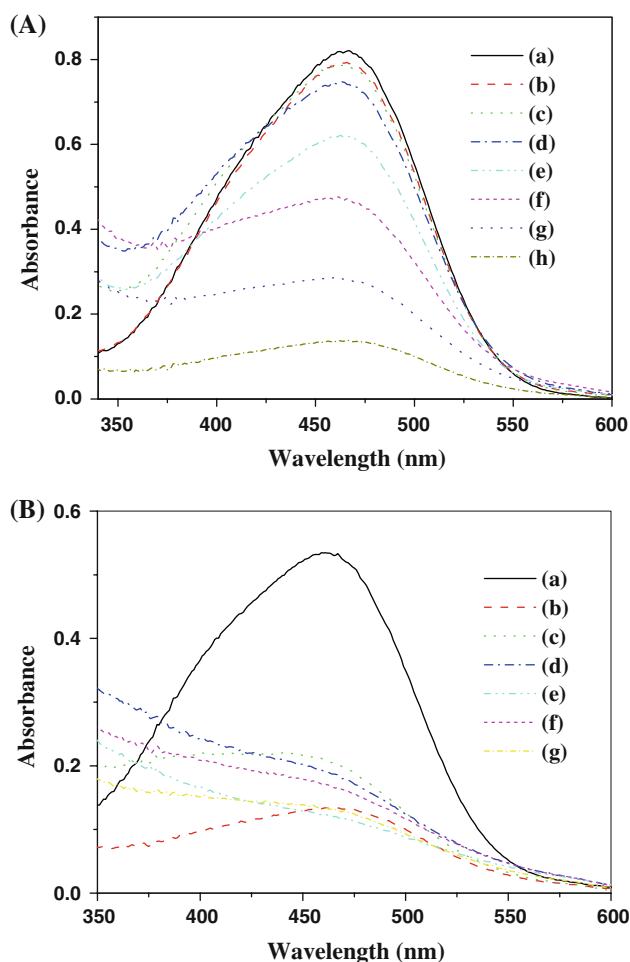 (A)
0.8
0.6
0.4
0.2
0.0
Absorbance
350 400 450 500 550 600
Wavelength (nm)
(a)
(b)
(c)
(d)
(e)
(f)
(g)
(h)
(B)
0.6
0.4
0.2
0.0
Absorbance
350 400 450 500 550 600
Wavelength (nm)
(a)
(b)
(c)
(d)
(e)
(f)
(g)